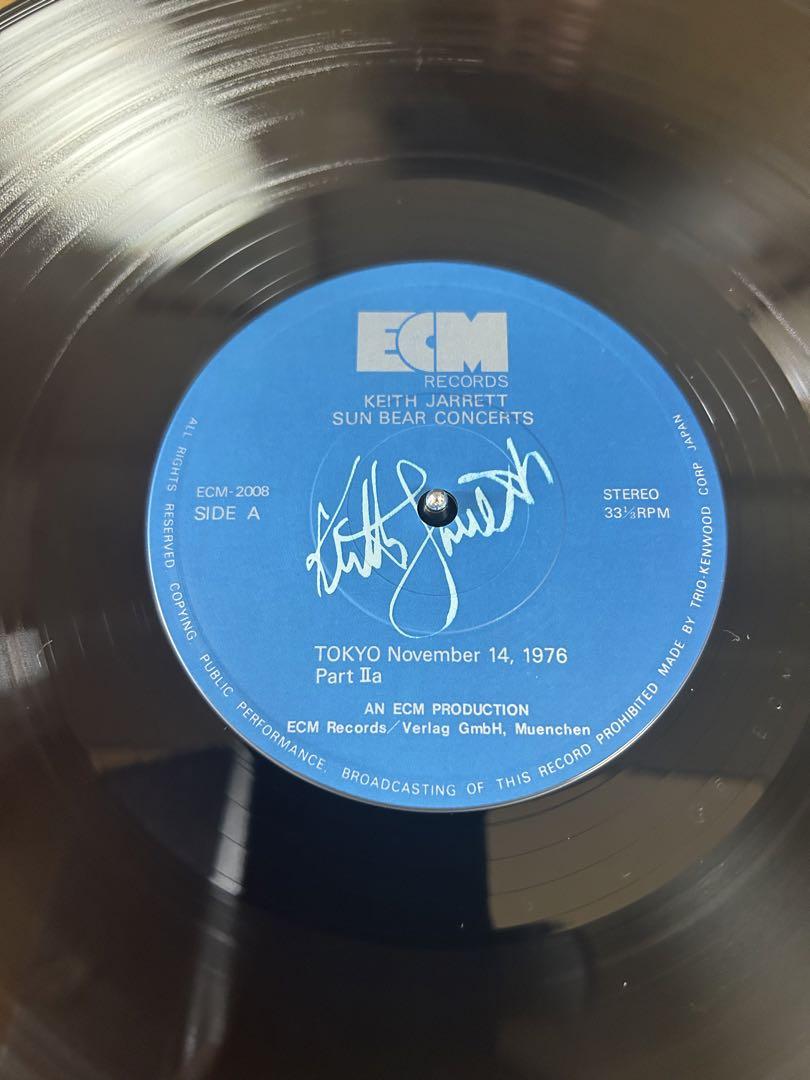 ECM
RECORDS
KEITH JARRETT
SUN BEAR CONCERTS
ECM-2008
SIDE A
STEREO
33⅓RPM
Keith Jarrett
TOKYO November 14, 1976
Part IIa
AN ECM PRODUCTION
ECM Records/Verlag GmbH, Muenchen
ALL RIGHTS RESERVED COPYING. PUBLIC PERFORMANCE. BROADCASTING OF THIS RECORD PROHIBITED MADE BY TRIO-KENWOOD CORP JAPAN